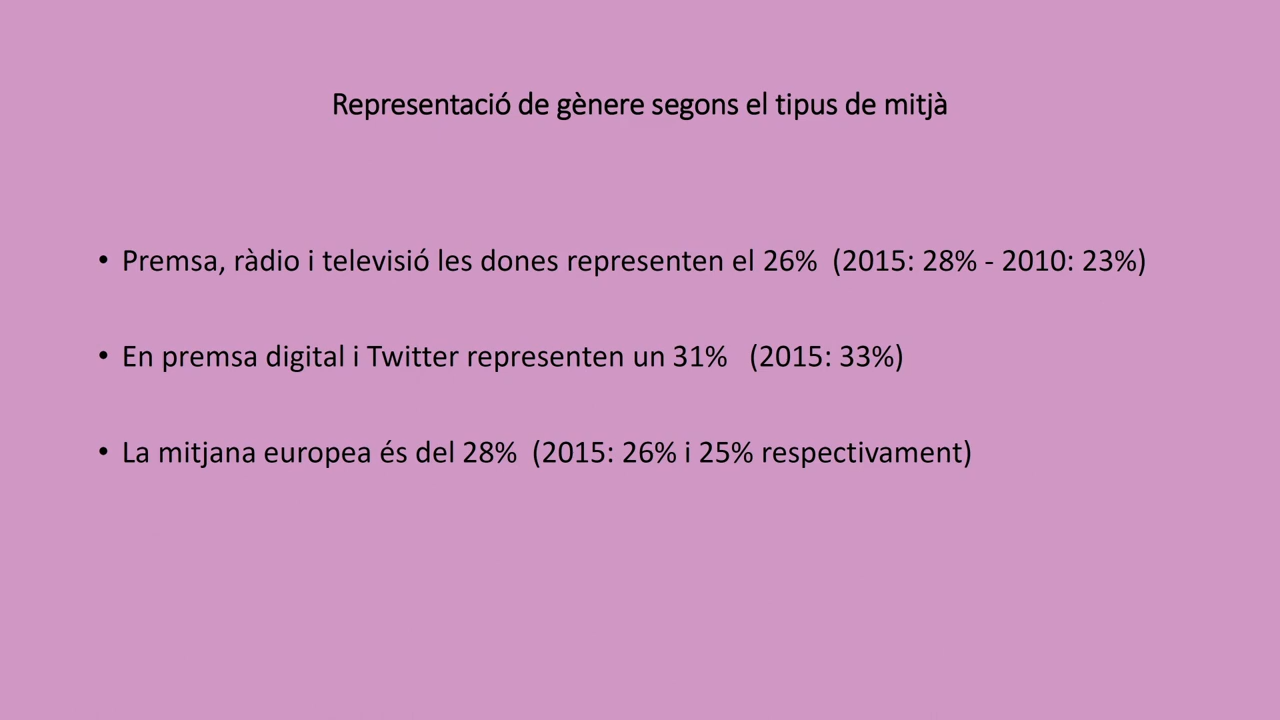 Representació de gènere segons el tipus de mitjà
• Premsa, ràdio i televisió les dones representen el 26%  (2015: 28% - 2010: 23%)
• En premsa digital i Twitter representen un 31%   (2015: 33%)
• La mitjana europea és del 28%  (2015: 26% i 25% respectivament)